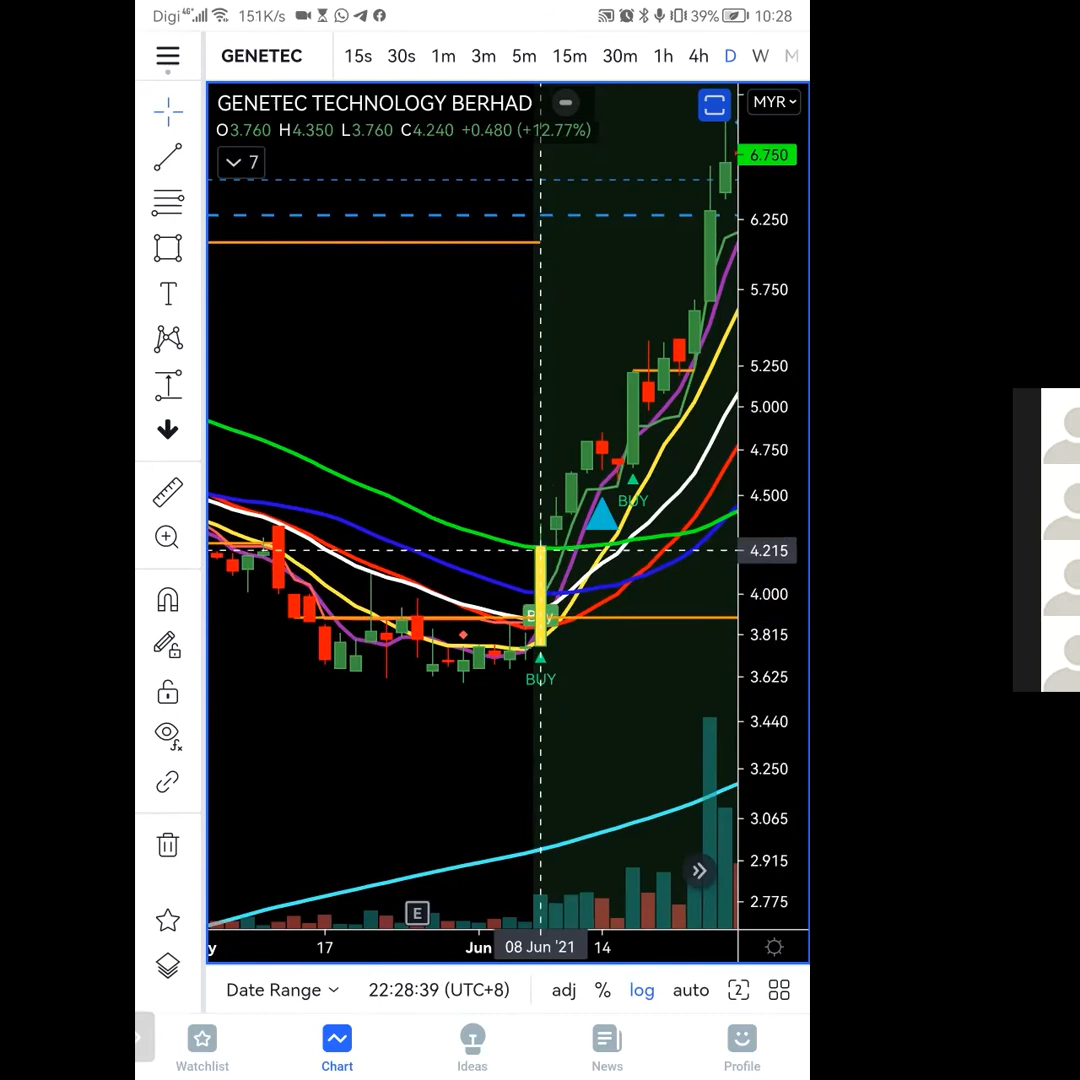 Digi 4G 151K/s 39% 10:28
GENETEC 15s 30s 1m 3m 5m 15m 30m 1h 4h D W M
GENETEC TECHNOLOGY BERHAD
MYR
O3.760 H4.350 L3.760 C4.240 +0.480 (+12.77%)
7
6.750
6.250
5.750
5.250
5.000
4.750
4.500
BUY
4.215
4.000
3.815
3.625
BUY
3.440
3.250
3.065
2.915
2.775
E
y 17 Jun 08 Jun '21 14
Date Range 22:28:39 (UTC+8) adj % log auto 2
Watchlist Chart Ideas News Profile